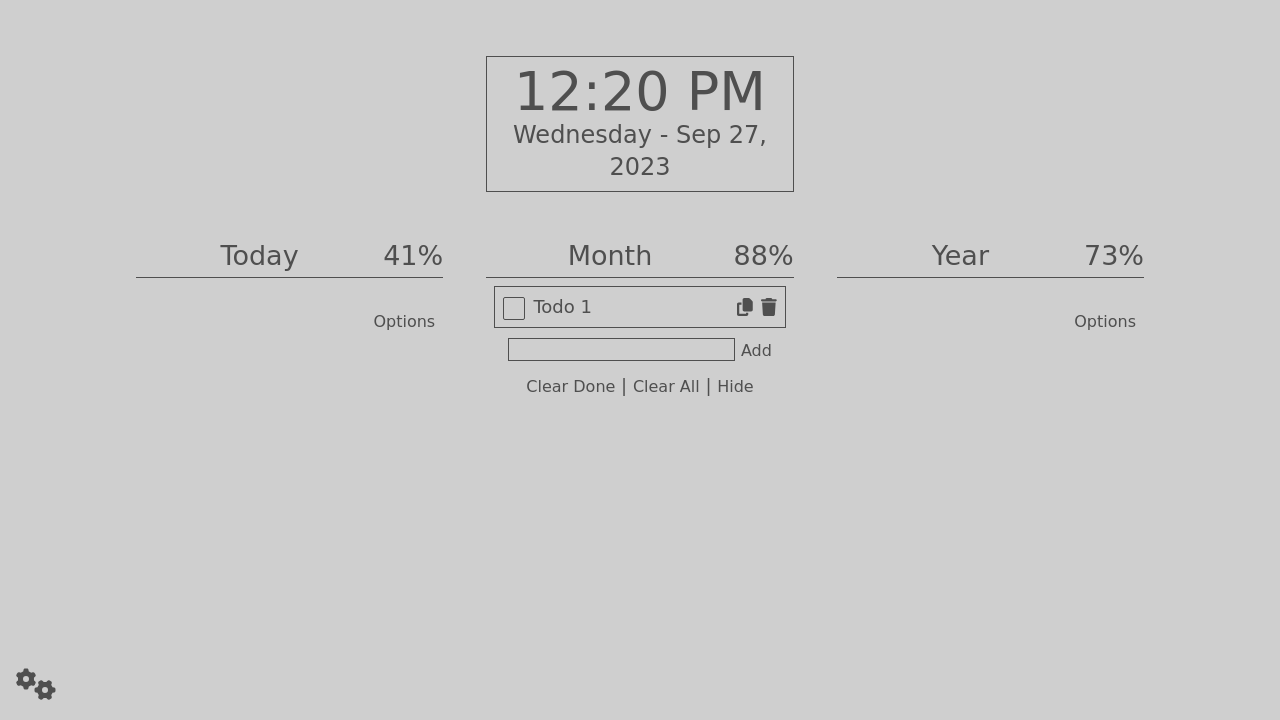 12:20 PM
Wednesday - Sep 27,
2023
Today 41%
Month 88%
Year 73%
Todo 1
Options
Options
Add
Clear Done | Clear All | Hide